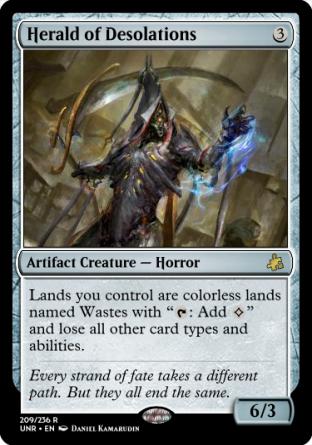 Herald of Desolations 3
Artifact Creature — Horror
Lands you control are colorless lands
named Wastes with “: Add ”
and lose all other card types and
abilities.
Every strand of fate takes a different
path. But they all end the same.
6/3
209/236 R
UNR • EN Daniel Kamarudin